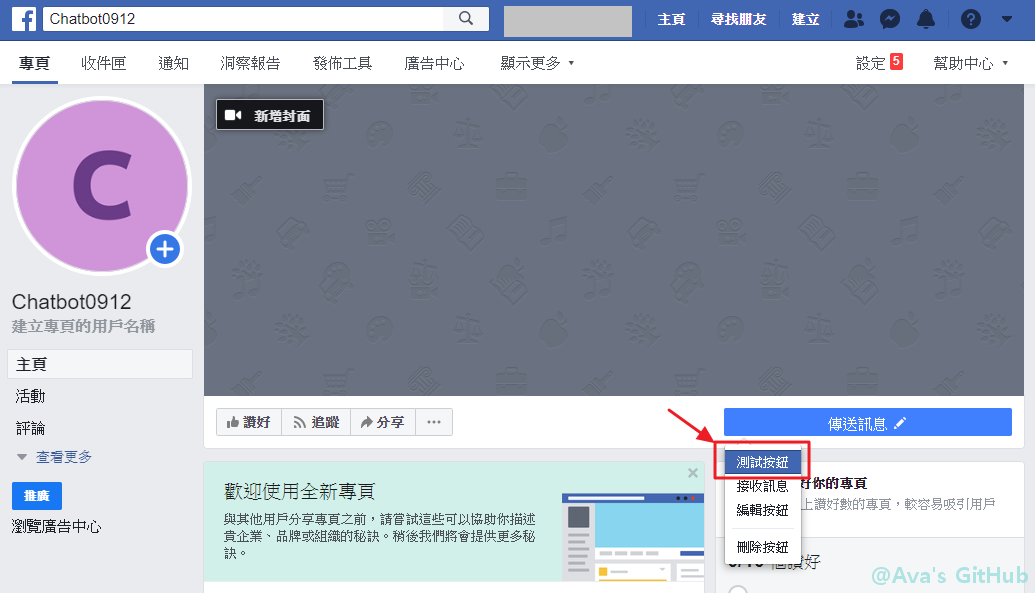 Chatbot0912
主頁 尋找朋友 建立
專頁 收件匣 通知 洞察報告 發佈工具 廣告中心 顯示更多 設定 5 幫助中心
新增封面
C
Chatbot0912
建立專頁的用戶名稱
主頁
活動
評論
查看更多
推廣
瀏覽廣告中心
讚好 追蹤 分享 ...
傳送訊息
測試按鈕
接收訊息
編輯按鈕
刪除按鈕
歡迎使用全新專頁
與其他用戶分享專頁之前，請嘗試這些可以協助你描述
貴企業、品牌或組織的秘訣。稍後我們將會提供更多秘
訣。
好你的專頁
上讚好數的專頁，較容易吸引用戶
個讚好
@Ava's GitHub